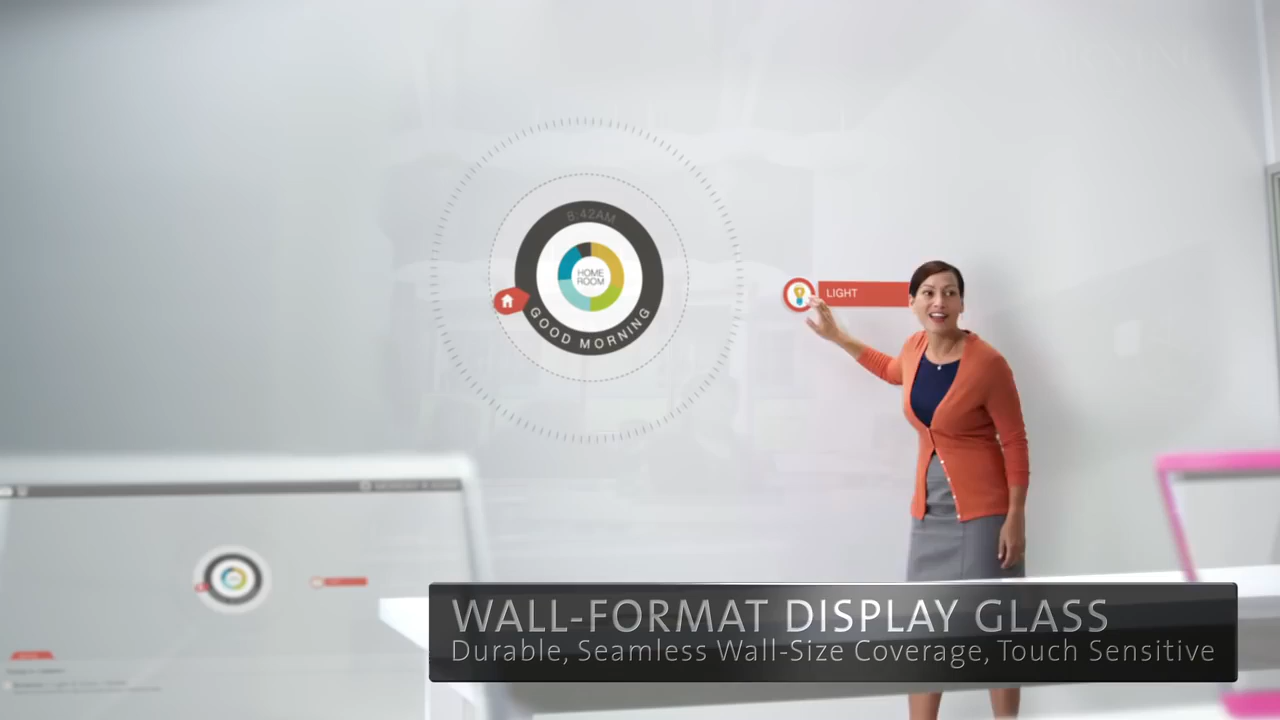 8:42AM
HOME
ROOM
GOOD MORNING
LIGHT
WALL-FORMAT DISPLAY GLASS
Durable, Seamless Wall-Size Coverage, Touch Sensitive